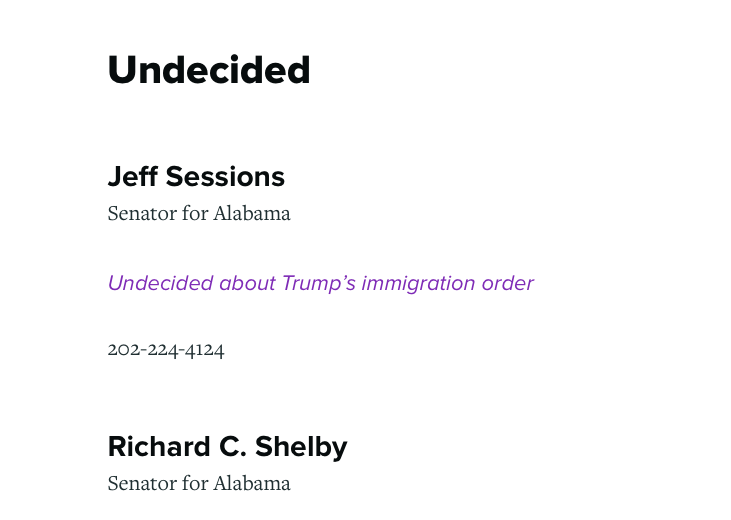 Undecided
Jeff Sessions
Senator for Alabama
Undecided about Trump’s immigration order
202-224-4124
Richard C. Shelby
Senator for Alabama